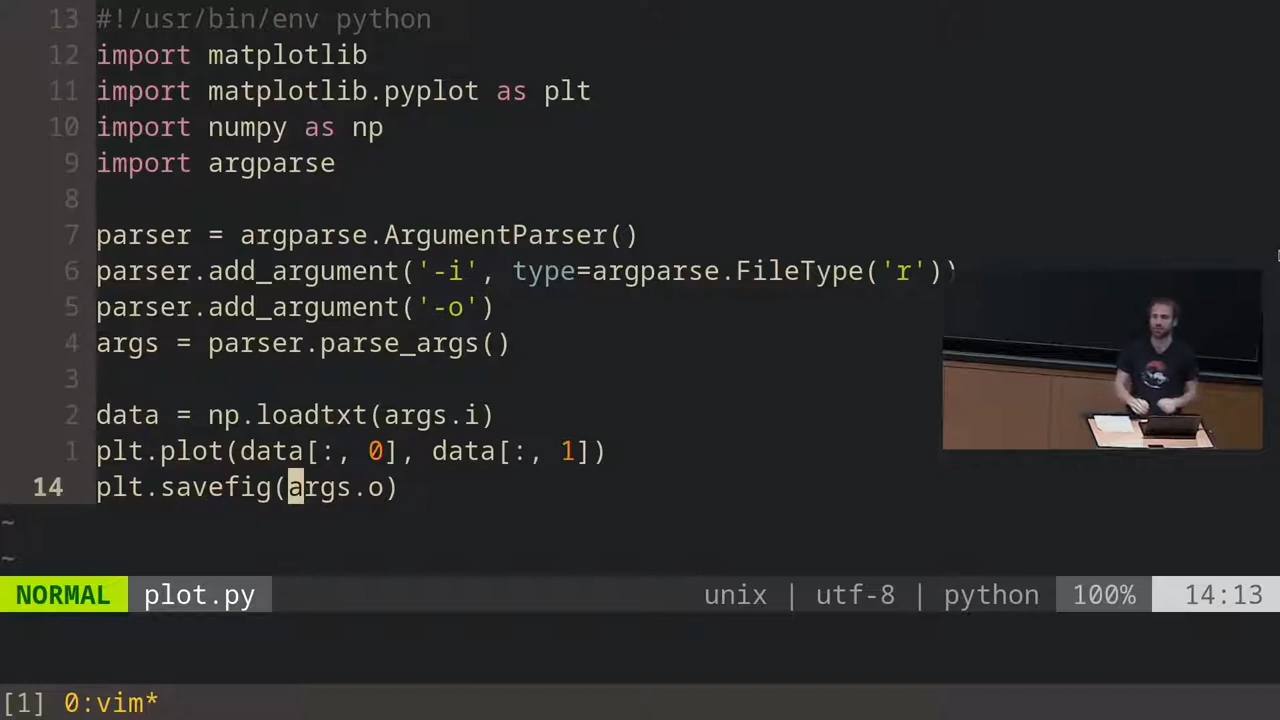 13 #!/usr/bin/env python
12 import matplotlib
11 import matplotlib.pyplot as plt
10 import numpy as np
9 import argparse
8
7 parser = argparse.ArgumentParser()
6 parser.add_argument('-i', type=argparse.FileType('r'))
5 parser.add_argument('-o')
4 args = parser.parse_args()
3
2 data = np.loadtxt(args.i)
1 plt.plot(data[:, 0], data[:, 1])
14 plt.savefig(args.o)
~
~
NORMAL plot.py unix | utf-8 | python 100% 14:13
[1] 0:vim*